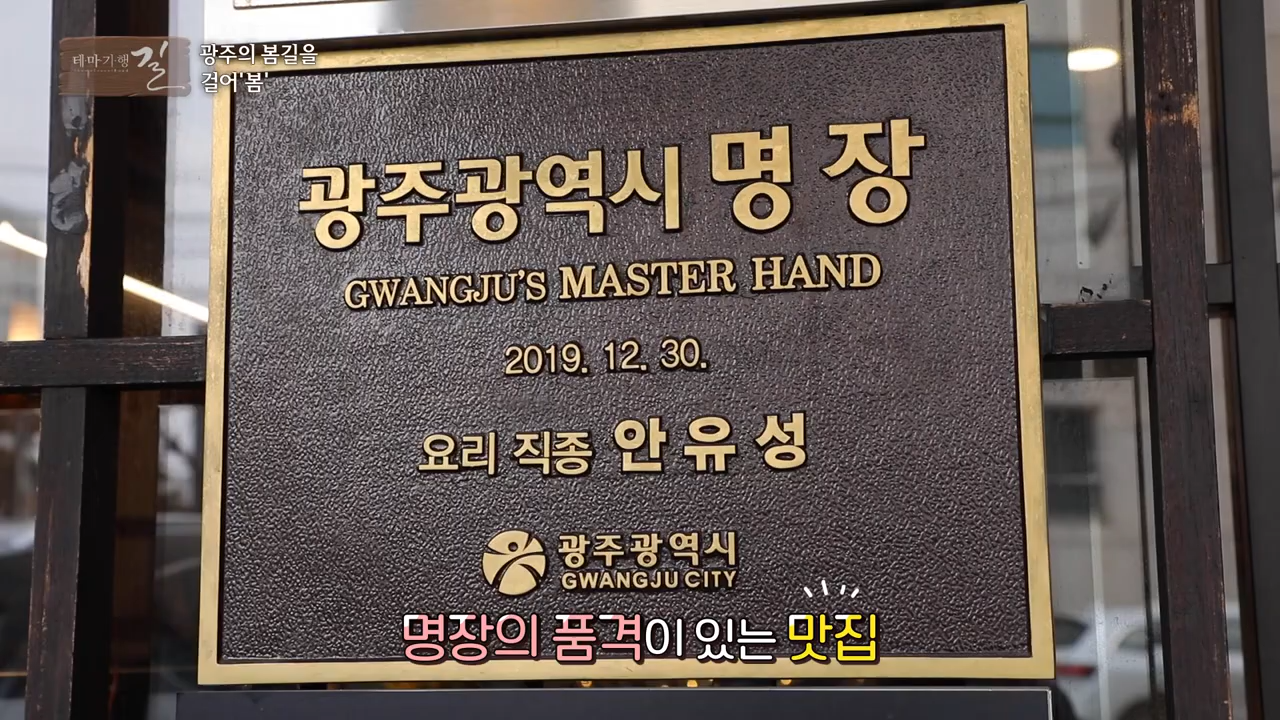 테마기행 길
광주의 봄길을
걸어'봄'
광주광역시 명장
GWANGJU'S MASTER HAND
2019. 12. 30.
요리 직종 안유성
광주광역시
GWANGJU CITY
명장의 품격이 있는 맛집